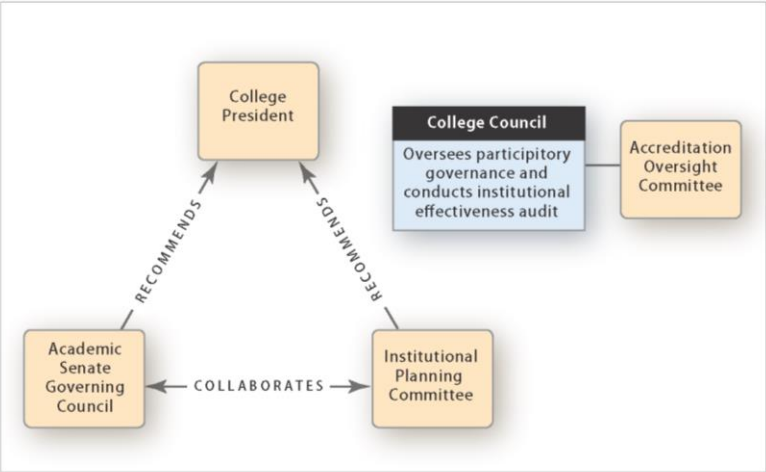 College
President
College Council
Oversees participitory
governance and
conducts institutional
effectiveness audit
Accreditation
Oversight
Committee
RECOMMENDS
RECOMMENDS
Academic
Senate
Governing
Council
COLLABORATES
Institutional
Planning
Committee